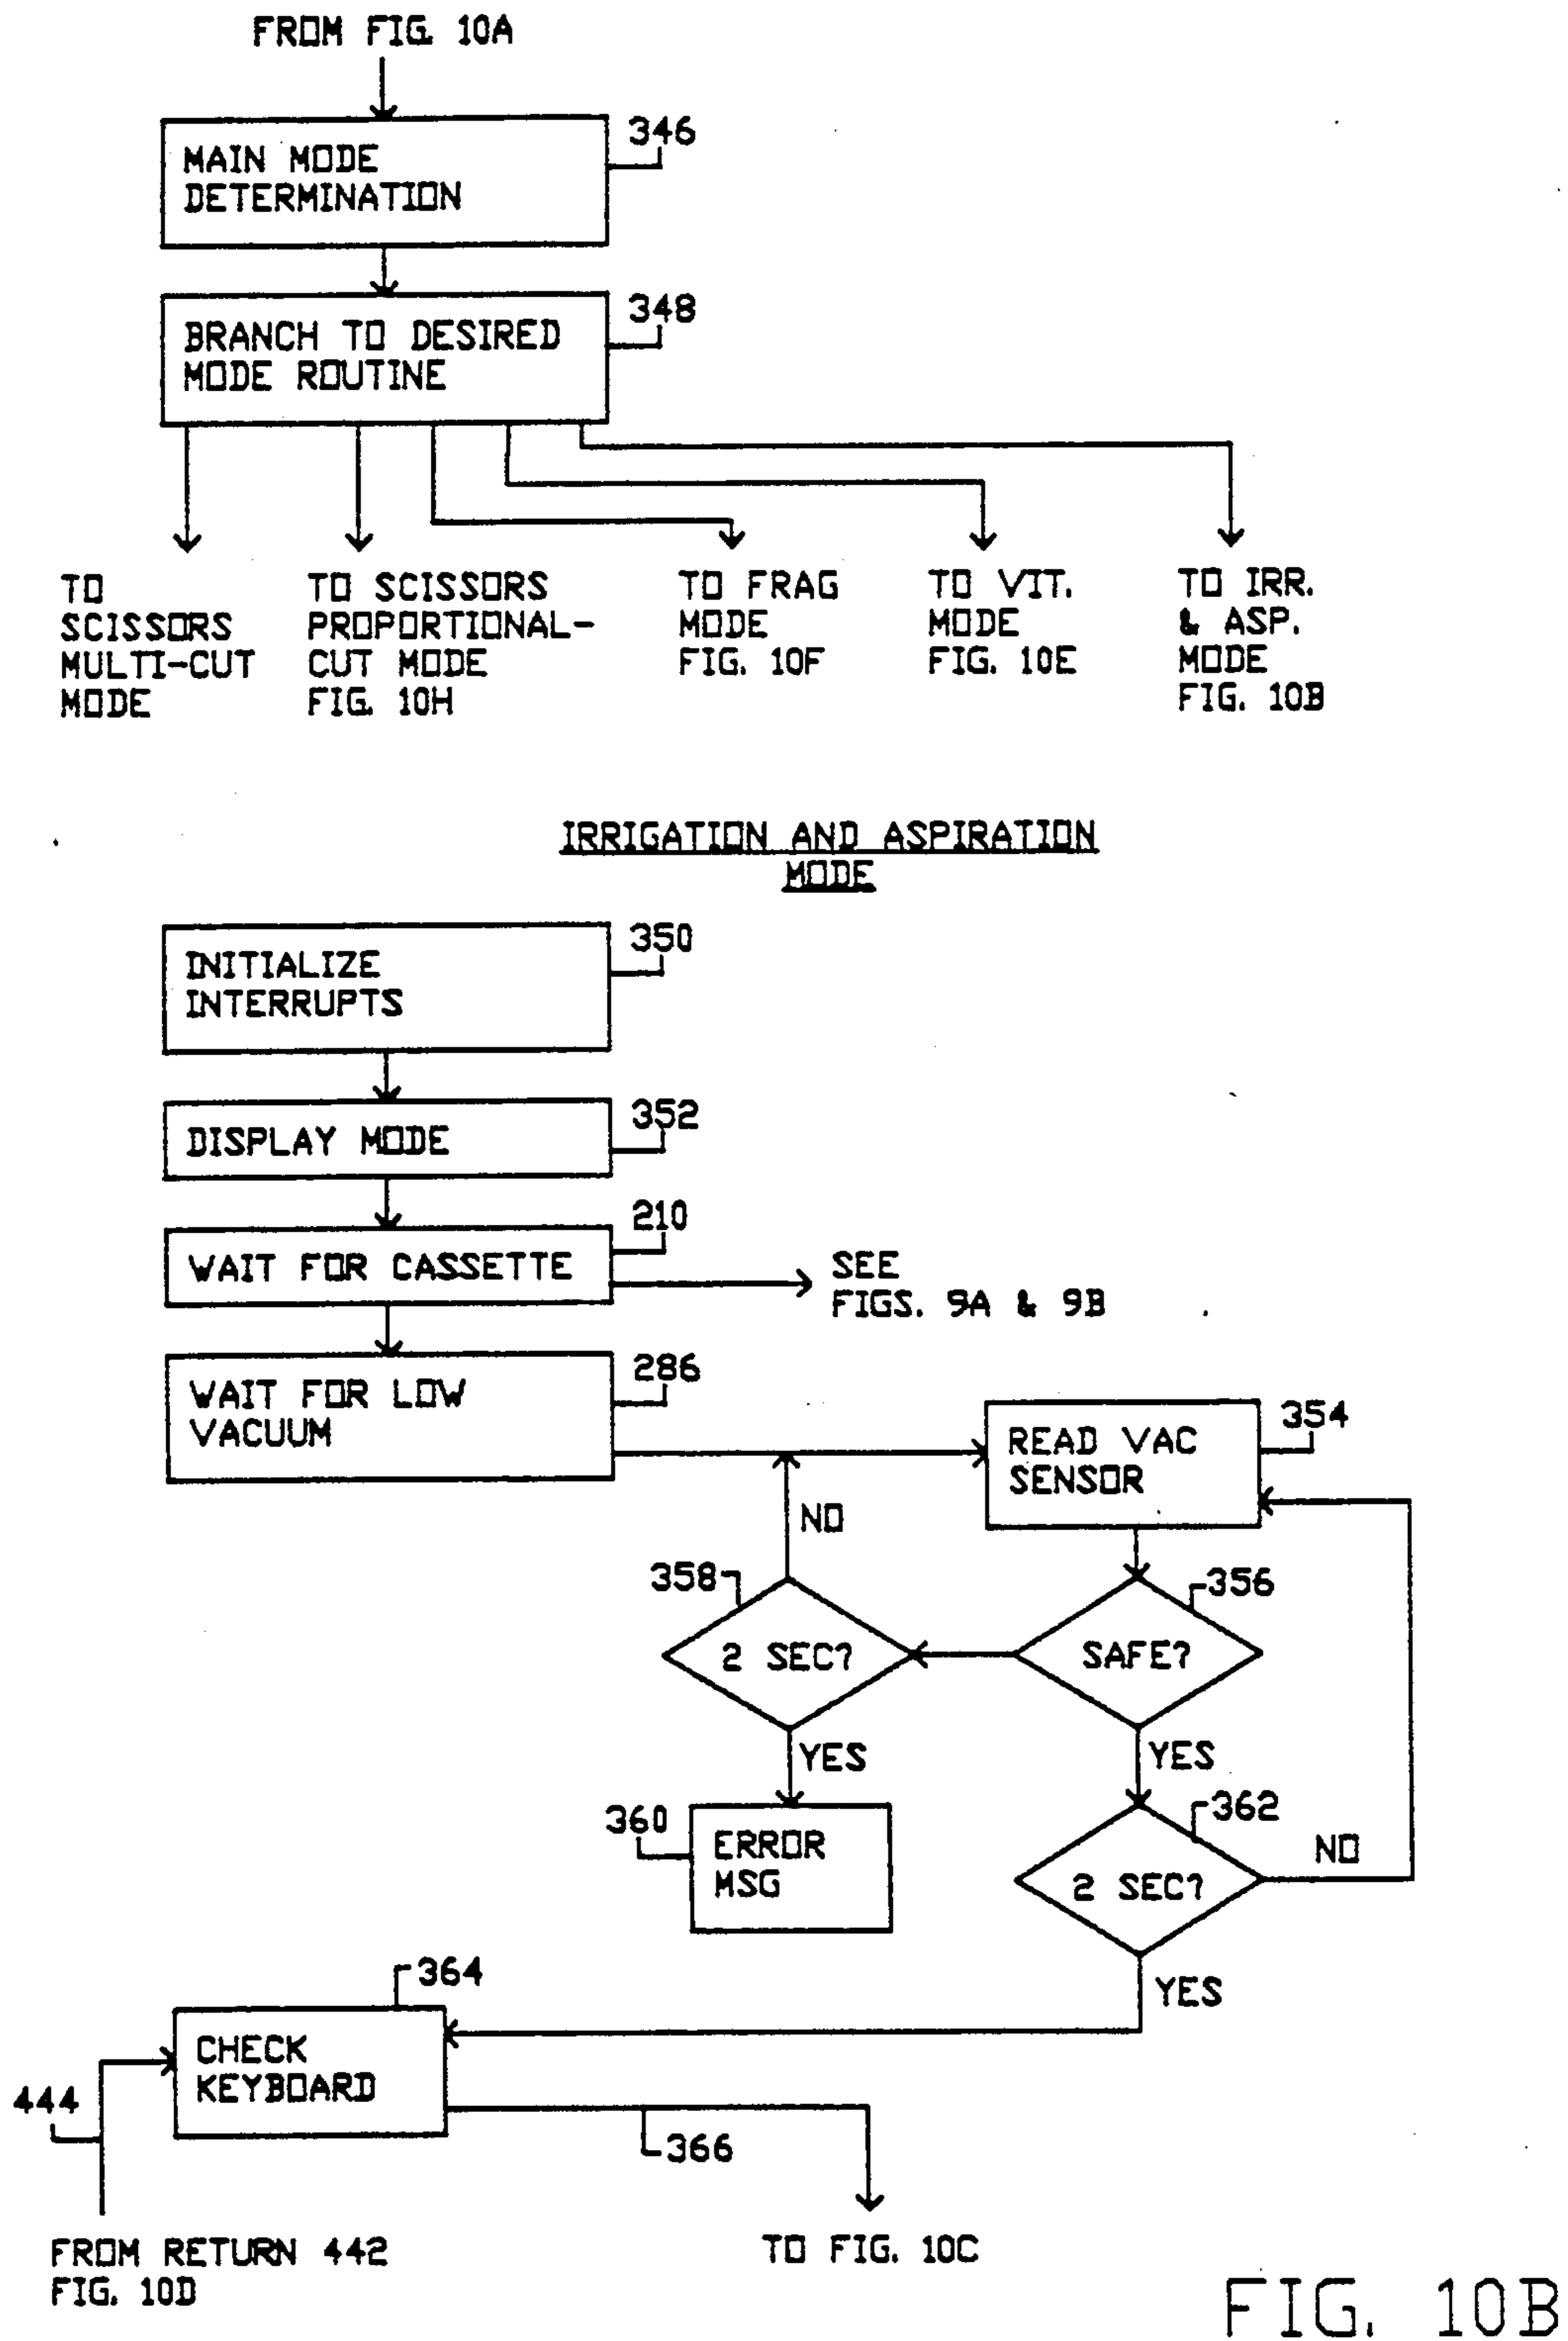 FROM FIG. 10A
346
MAIN MODE
DETERMINATION
348
BRANCH TO DESIRED
MODE ROUTINE
TO
SCISSORS
MULTI-CUT
MODE
TO SCISSORS
PROPORTIONAL-
CUT MODE
FIG. 10H
TO FRAG
MODE
FIG. 10F
TO VIT.
MODE
FIG. 10E
TO IRR.
& ASP.
MODE
FIG. 10B
IRRIGATION AND ASPIRATION
MODE
350
INITIALIZE
INTERRUPTS
352
DISPLAY MODE
210
WAIT FOR CASSETTE
SEE
FIGS. 9A & 9B
286
WAIT FOR LOW
VACUUM
354
READ VAC
SENSOR
NO
358
356
2 SEC?
SAFE?
YES
YES
362
360
ERROR
MSG
2 SEC?
NO
YES
364
CHECK
KEYBOARD
444
366
FROM RETURN 442
FIG. 10D
TO FIG. 10C
FIG. 10B